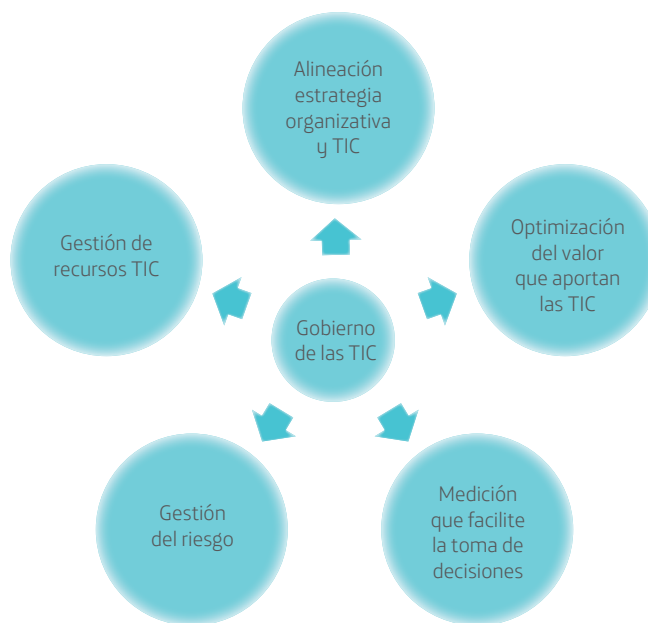 Alineación
estrategia
organizativa
y TIC
Optimización
del valor
que aportan
las TIC
Gestión de
recursos TIC
Gobierno
de las TIC
Gestión
del riesgo
Medición
que facilite
la toma de
decisiones